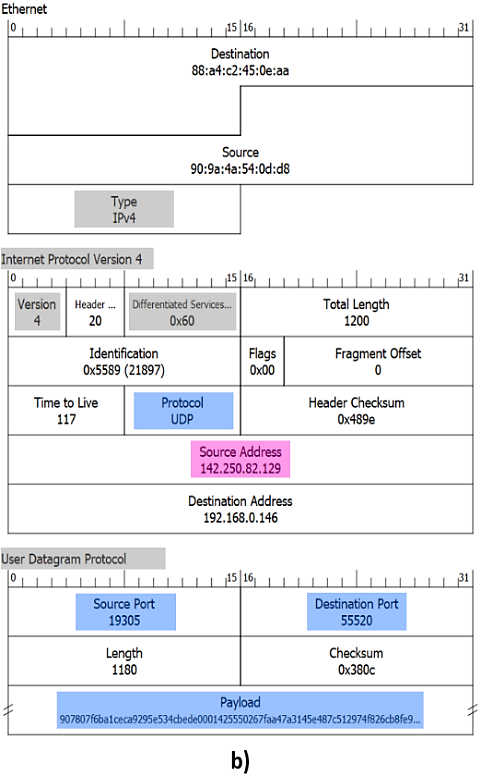 Ethernet
0 15 16 31
Destination
88:a4:c2:45:0e:aa
Source
90:9a:4a:54:0d:d8
Type
IPv4
Internet Protocol Version 4
0 15 16 31
Version Header ... Differentiated Services... Total Length
4 20 0x60 1200
Identification Flags Fragment Offset
0x5589 (21897) 0x00 0
Time to Live Protocol Header Checksum
117 UDP 0x489e
Source Address
142.250.82.129
Destination Address
192.168.0.146
User Datagram Protocol
0 15 16 31
Source Port Destination Port
19305 55520
Length Checksum
1180 0x380c
Payload
907807f6ba1ceca9295e534cbede0001425550267faa47a3145e487c512974f826cb8fe9...
b)